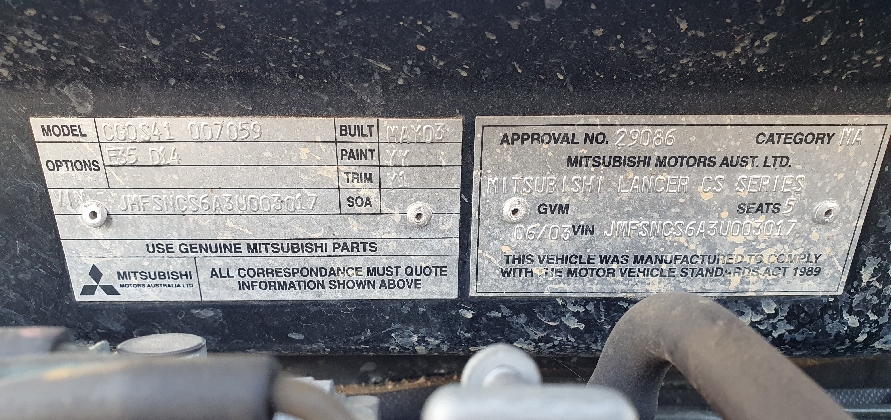 MODEL CGQS41 007059 BUILT MAY03
OPTIONS E35 D14 PAINT YY
TRIM Y1
VIN JMFSNCS6A3U003017 SOA
USE GENUINE MITSUBISHI PARTS
MITSUBISHI
MOTORS AUSTRALIA LTD
ALL CORRESPONDANCE MUST QUOTE
INFORMATION SHOWN ABOVE
APPROVAL NO. 29086 CATEGORY MA
MITSUBISHI MOTORS AUST. LTD.
MITSUBISHI LANCER CS SERIES
GVM SEATS 5
06/03 VIN JMFSNCS6A3U003017
THIS VEHICLE WAS MANUFACTURED TO COMPLY
WITH THE MOTOR VEHICLE STANDARDS ACT 1989